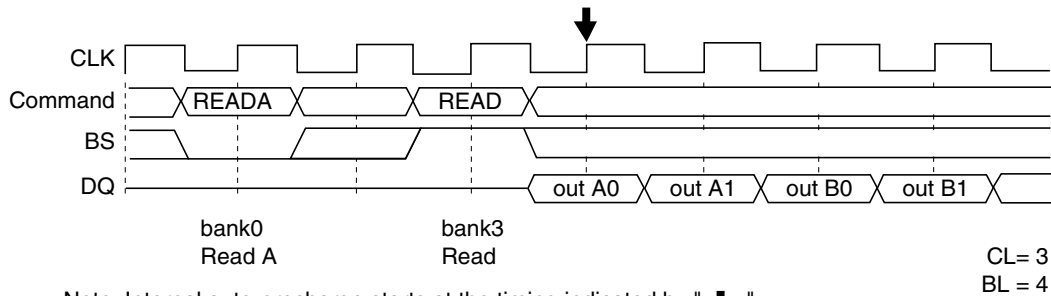 CLK
Command READA READ
BS
DQ out A0 out A1 out B0 out B1
bank0 bank3
Read A Read
CL= 3
BL = 4